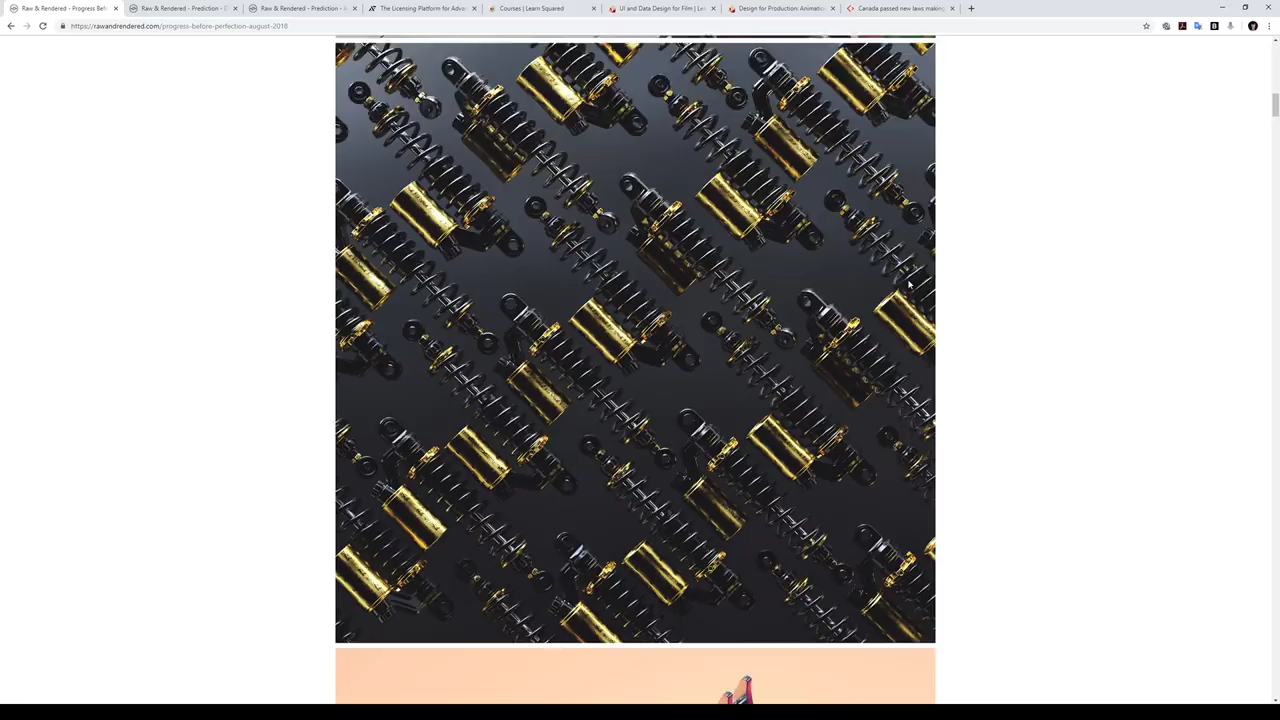 Raw & Rendered - Progress Bef
Raw & Rendered - Prediction - D
Raw & Rendered - Prediction - A
The Licensing Platform for Adva
Courses | Learn Squared
UI and Data Design for Film | Le
Design for Production: Animatio
Canada passed new laws making
https://rawandrendered.com/progress-before-perfection-august-2018